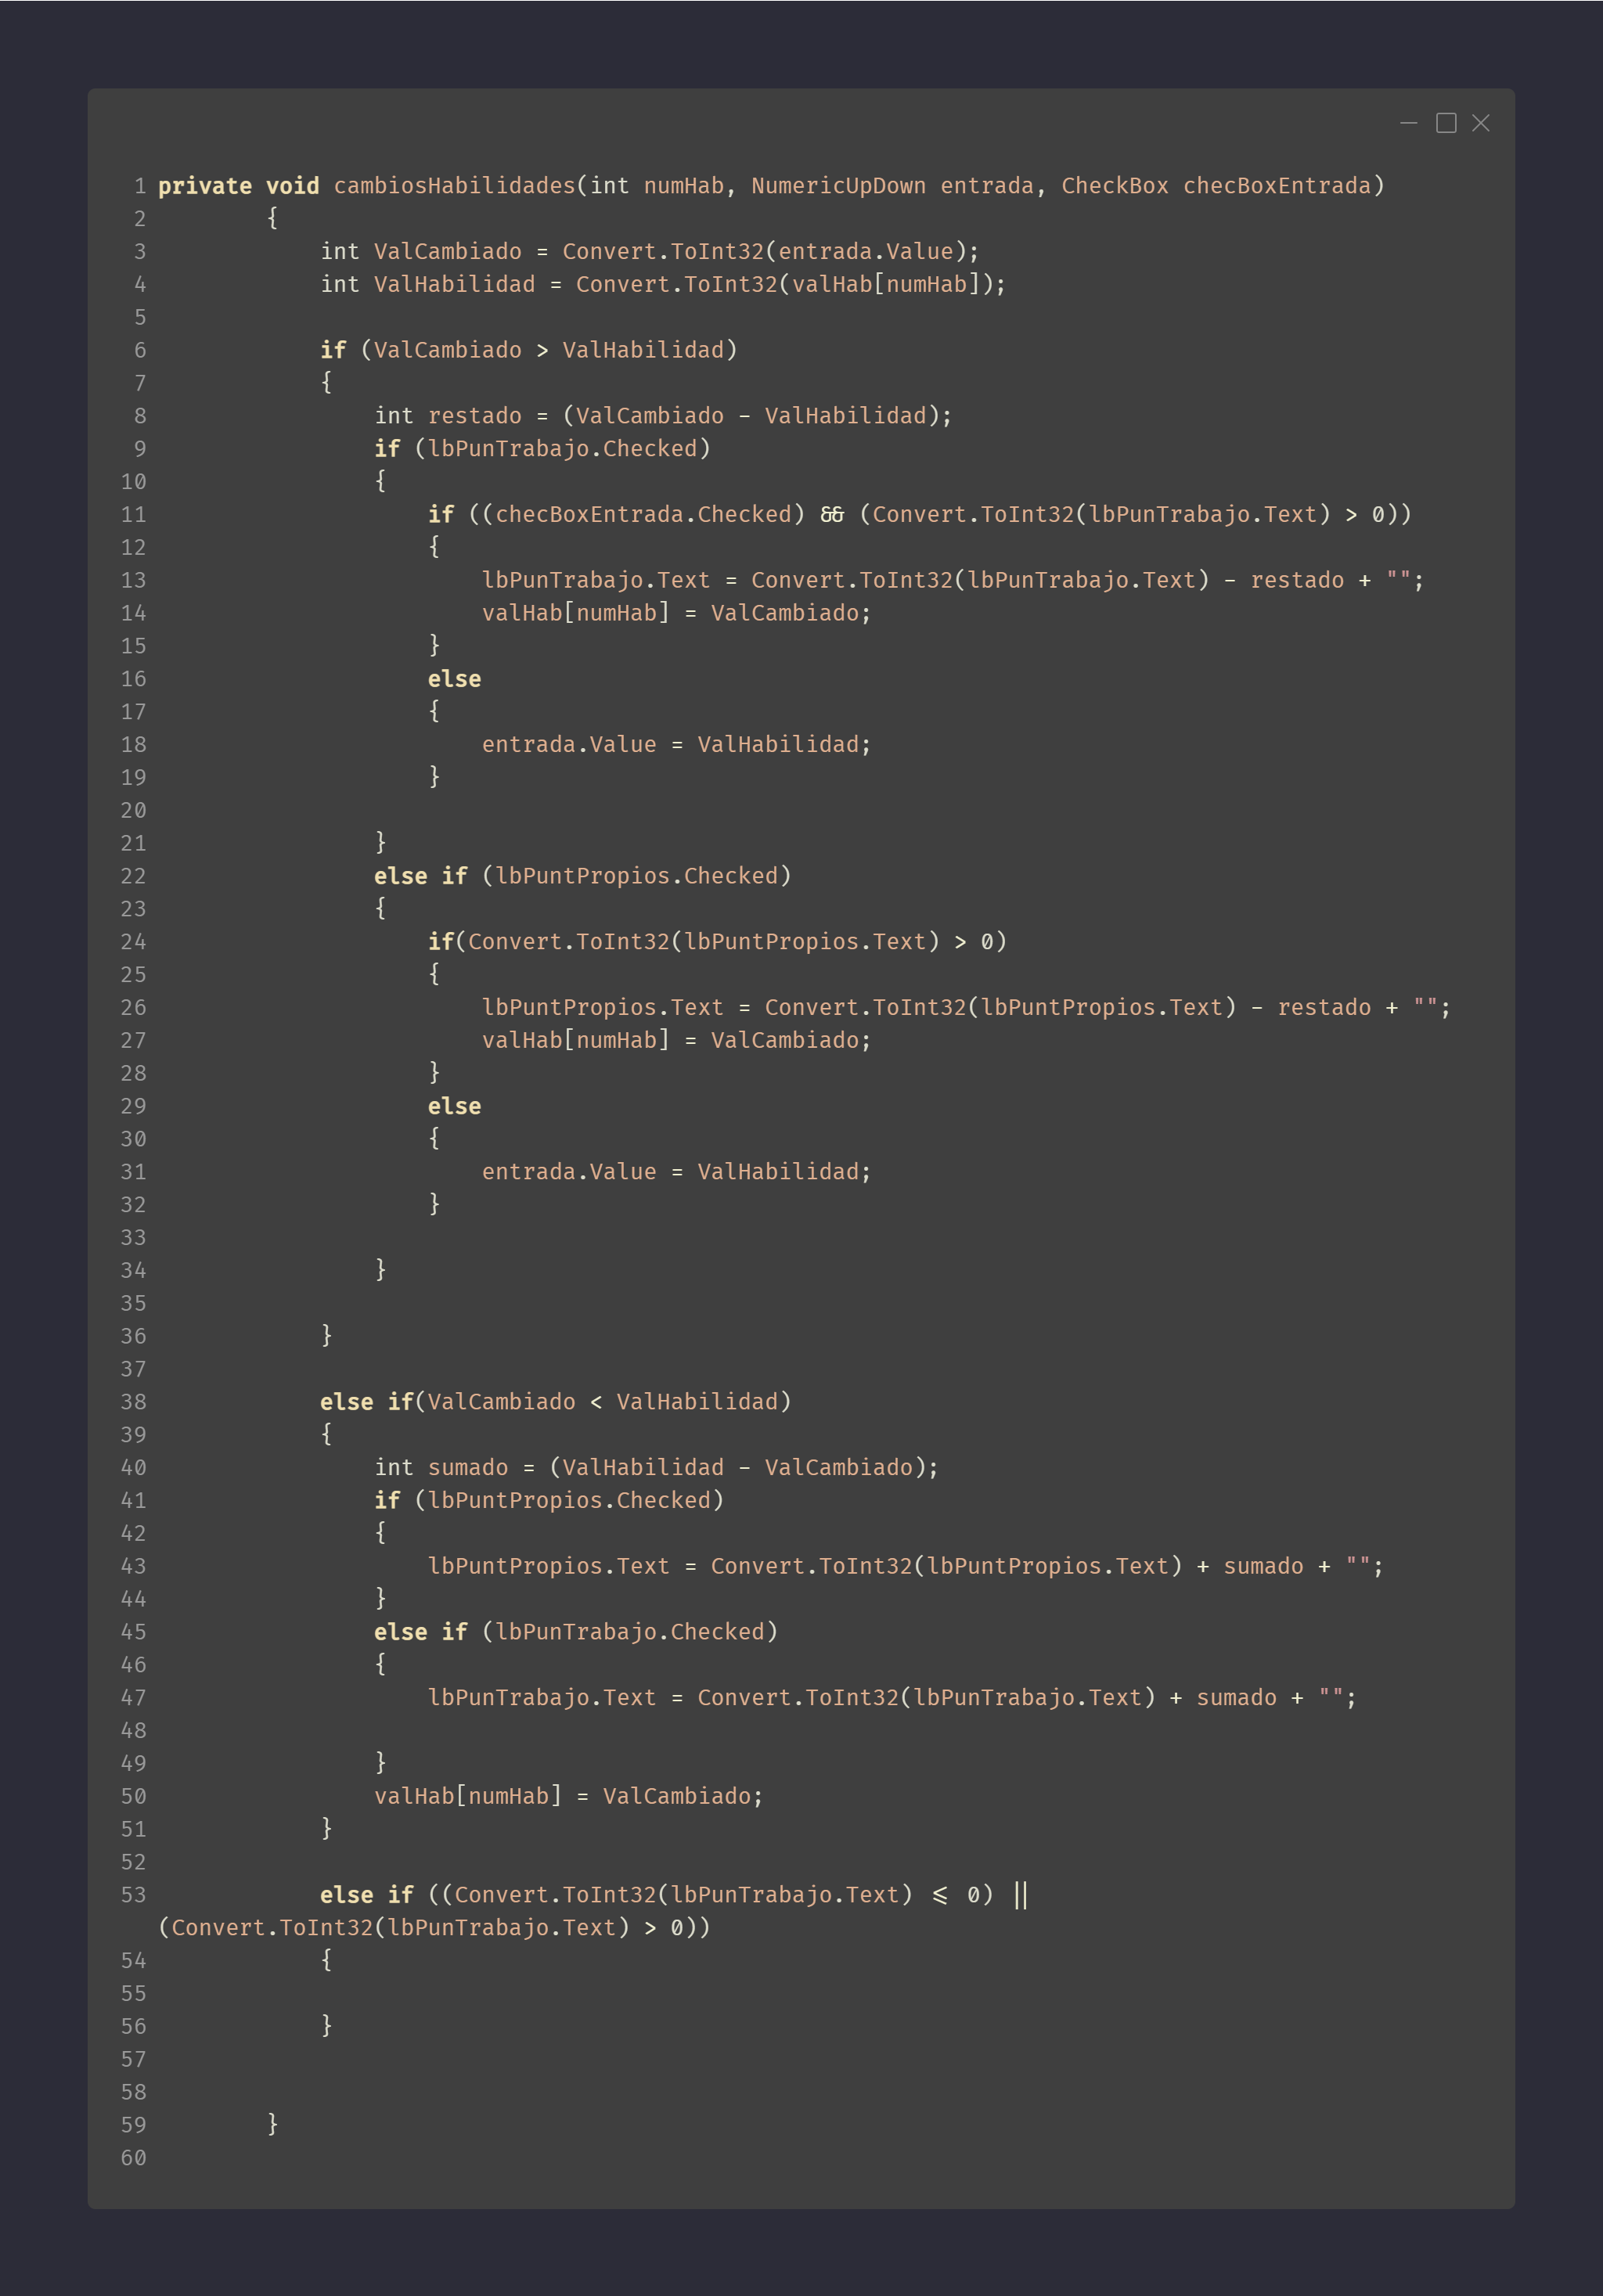 1 private void cambiosHabilidades(int numHab, NumericUpDown entrada, CheckBox checBoxEntrada)
2         {
3             int ValCambiado = Convert.ToInt32(entrada.Value);
4             int ValHabilidad = Convert.ToInt32(valHab[numHab]);
5
6             if (ValCambiado > ValHabilidad)
7             {
8                 int restado = (ValCambiado - ValHabilidad);
9                 if (lbPunTrabajo.Checked)
10                 {
11                     if ((checBoxEntrada.Checked) && (Convert.ToInt32(lbPunTrabajo.Text) > 0))
12                     {
13                         lbPunTrabajo.Text = Convert.ToInt32(lbPunTrabajo.Text) - restado + "";
14                         valHab[numHab] = ValCambiado;
15                     }
16                     else
17                     {
18                         entrada.Value = ValHabilidad;
19                     }
20
21                 }
22                 else if (lbPuntPropios.Checked)
23                 {
24                     if(Convert.ToInt32(lbPuntPropios.Text) > 0)
25                     {
26                         lbPuntPropios.Text = Convert.ToInt32(lbPuntPropios.Text) - restado + "";
27                         valHab[numHab] = ValCambiado;
28                     }
29                     else
30                     {
31                         entrada.Value = ValHabilidad;
32                     }
33
34                 }
35
36             }
37
38             else if(ValCambiado < ValHabilidad)
39             {
40                 int sumado = (ValHabilidad - ValCambiado);
41                 if (lbPuntPropios.Checked)
42                 {
43                     lbPuntPropios.Text = Convert.ToInt32(lbPuntPropios.Text) + sumado + "";
44                 }
45                 else if (lbPunTrabajo.Checked)
46                 {
47                     lbPunTrabajo.Text = Convert.ToInt32(lbPunTrabajo.Text) + sumado + "";
48
49                 }
50                 valHab[numHab] = ValCambiado;
51             }
52
53             else if ((Convert.ToInt32(lbPunTrabajo.Text) <= 0) ||
(Convert.ToInt32(lbPunTrabajo.Text) > 0))
54             {
55
56             }
57
58
59         }
60